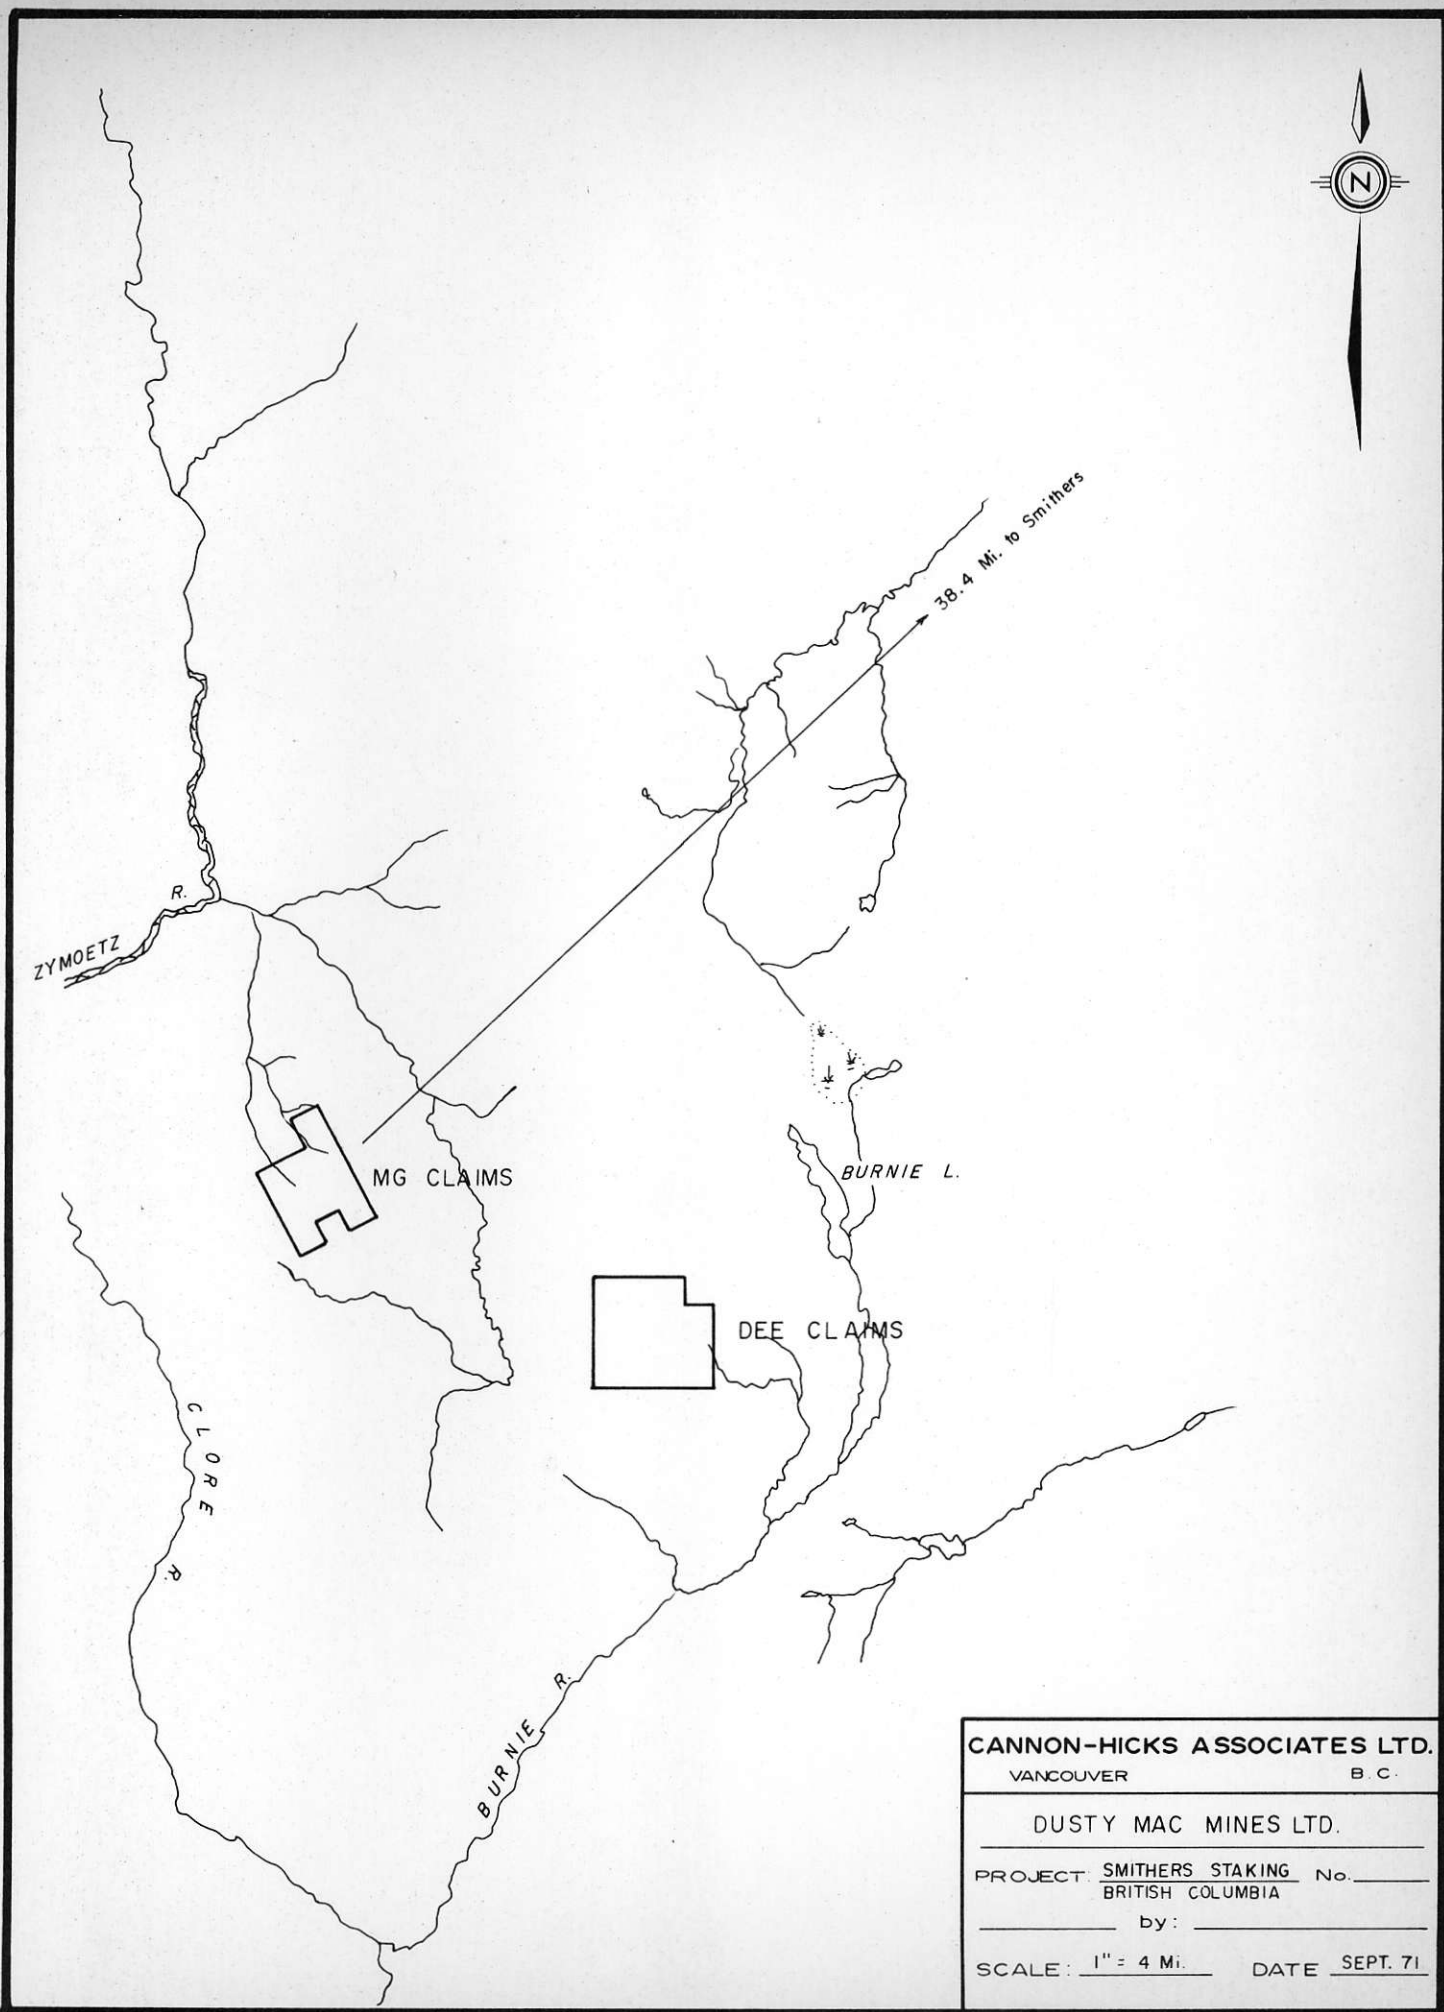 N
38.4 Mi. to Smithers
R.
ZYMOETZ
MG CLAIMS
BURNIE L.
DEE CLAIMS
CLORE R.
BURNIE R.
CANNON-HICKS ASSOCIATES LTD.
VANCOUVER B.C.
DUSTY MAC MINES LTD.
PROJECT: SMITHERS STAKING No.
BRITISH COLUMBIA
by:
SCALE: 1" = 4 Mi. DATE SEPT. 71